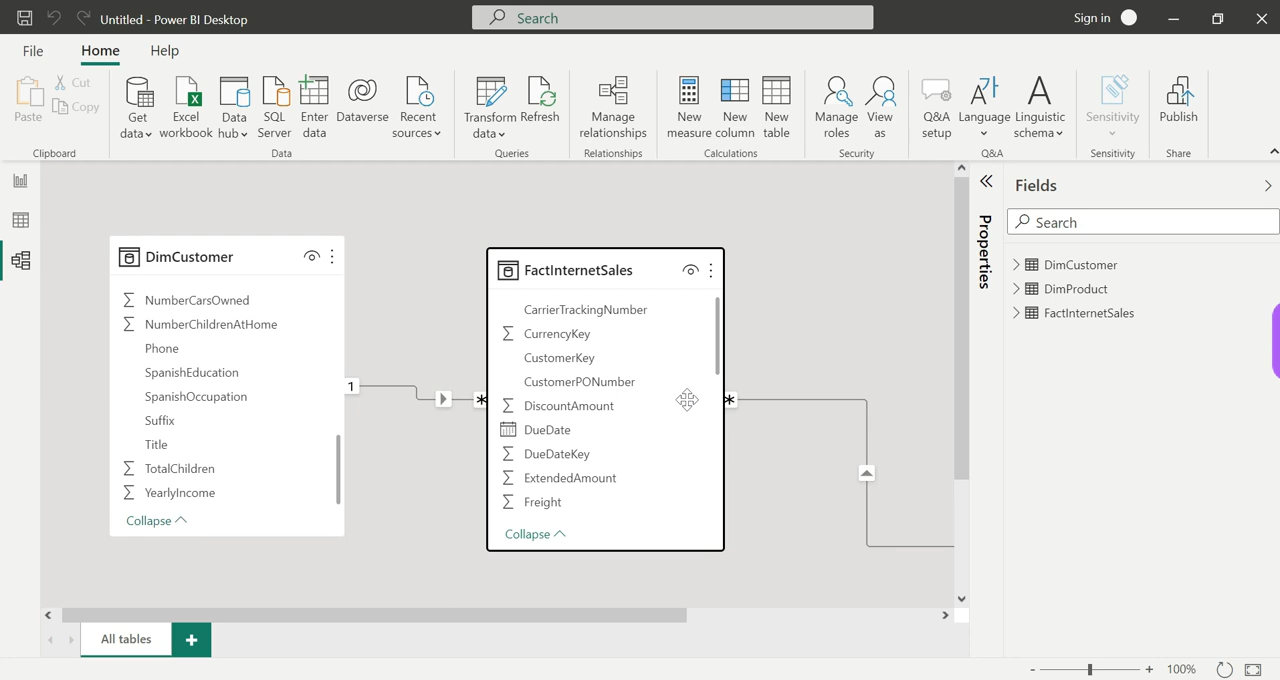 Untitled - Power BI Desktop
Search
Sign in
File
Home
Help
Paste
Cut
Copy
Get data
Excel workbook
Data hub
SQL Server
Enter data
Dataverse
Recent sources
Transform data
Refresh
Manage relationships
New measure
New column
New table
Manage roles
View as
Q&A setup
Language
Linguistic schema
Sensitivity
Publish
Clipboard
Data
Queries
Relationships
Calculations
Security
Q&A
Sensitivity
Share
DimCustomer
NumberCarsOwned
NumberChildrenAtHome
Phone
SpanishEducation
SpanishOccupation
Suffix
Title
TotalChildren
YearlyIncome
Collapse
1
*
FactInternetSales
CarrierTrackingNumber
CurrencyKey
CustomerKey
CustomerPONumber
DiscountAmount
DueDate
DueDateKey
ExtendedAmount
Freight
Collapse
*
Properties
Fields
Search
DimCustomer
DimProduct
FactInternetSales
All tables
+
- + 100%